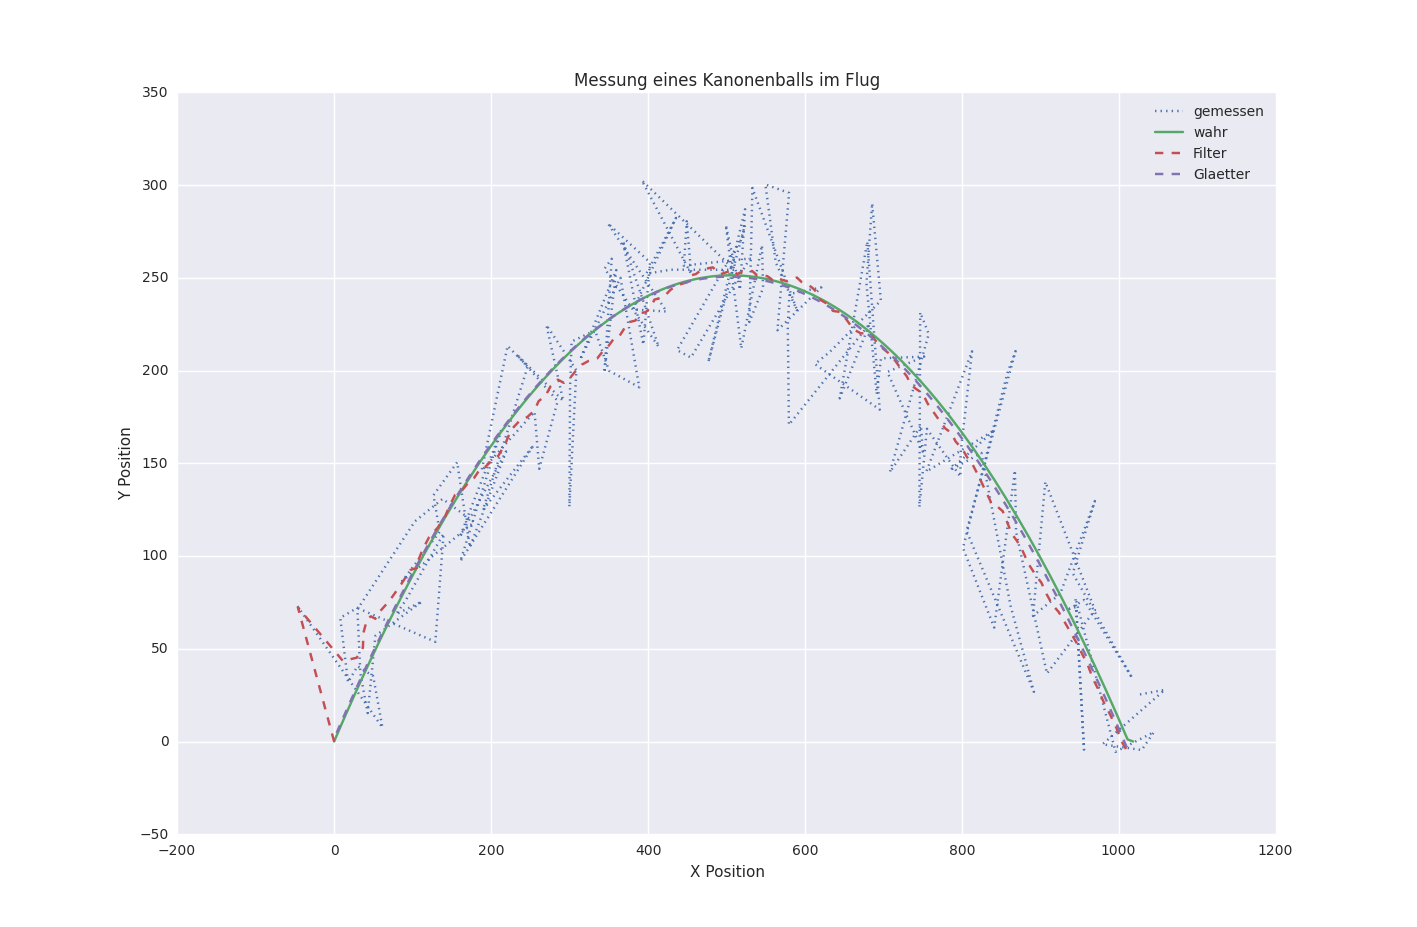 Messung eines Kanonenballs im Flug
gemessen
wahr
Filter
Glaetter
350
300
250
200
150
100
50
0
−50
Y Position
−200 0 200 400 600 800 1000 1200
X Position